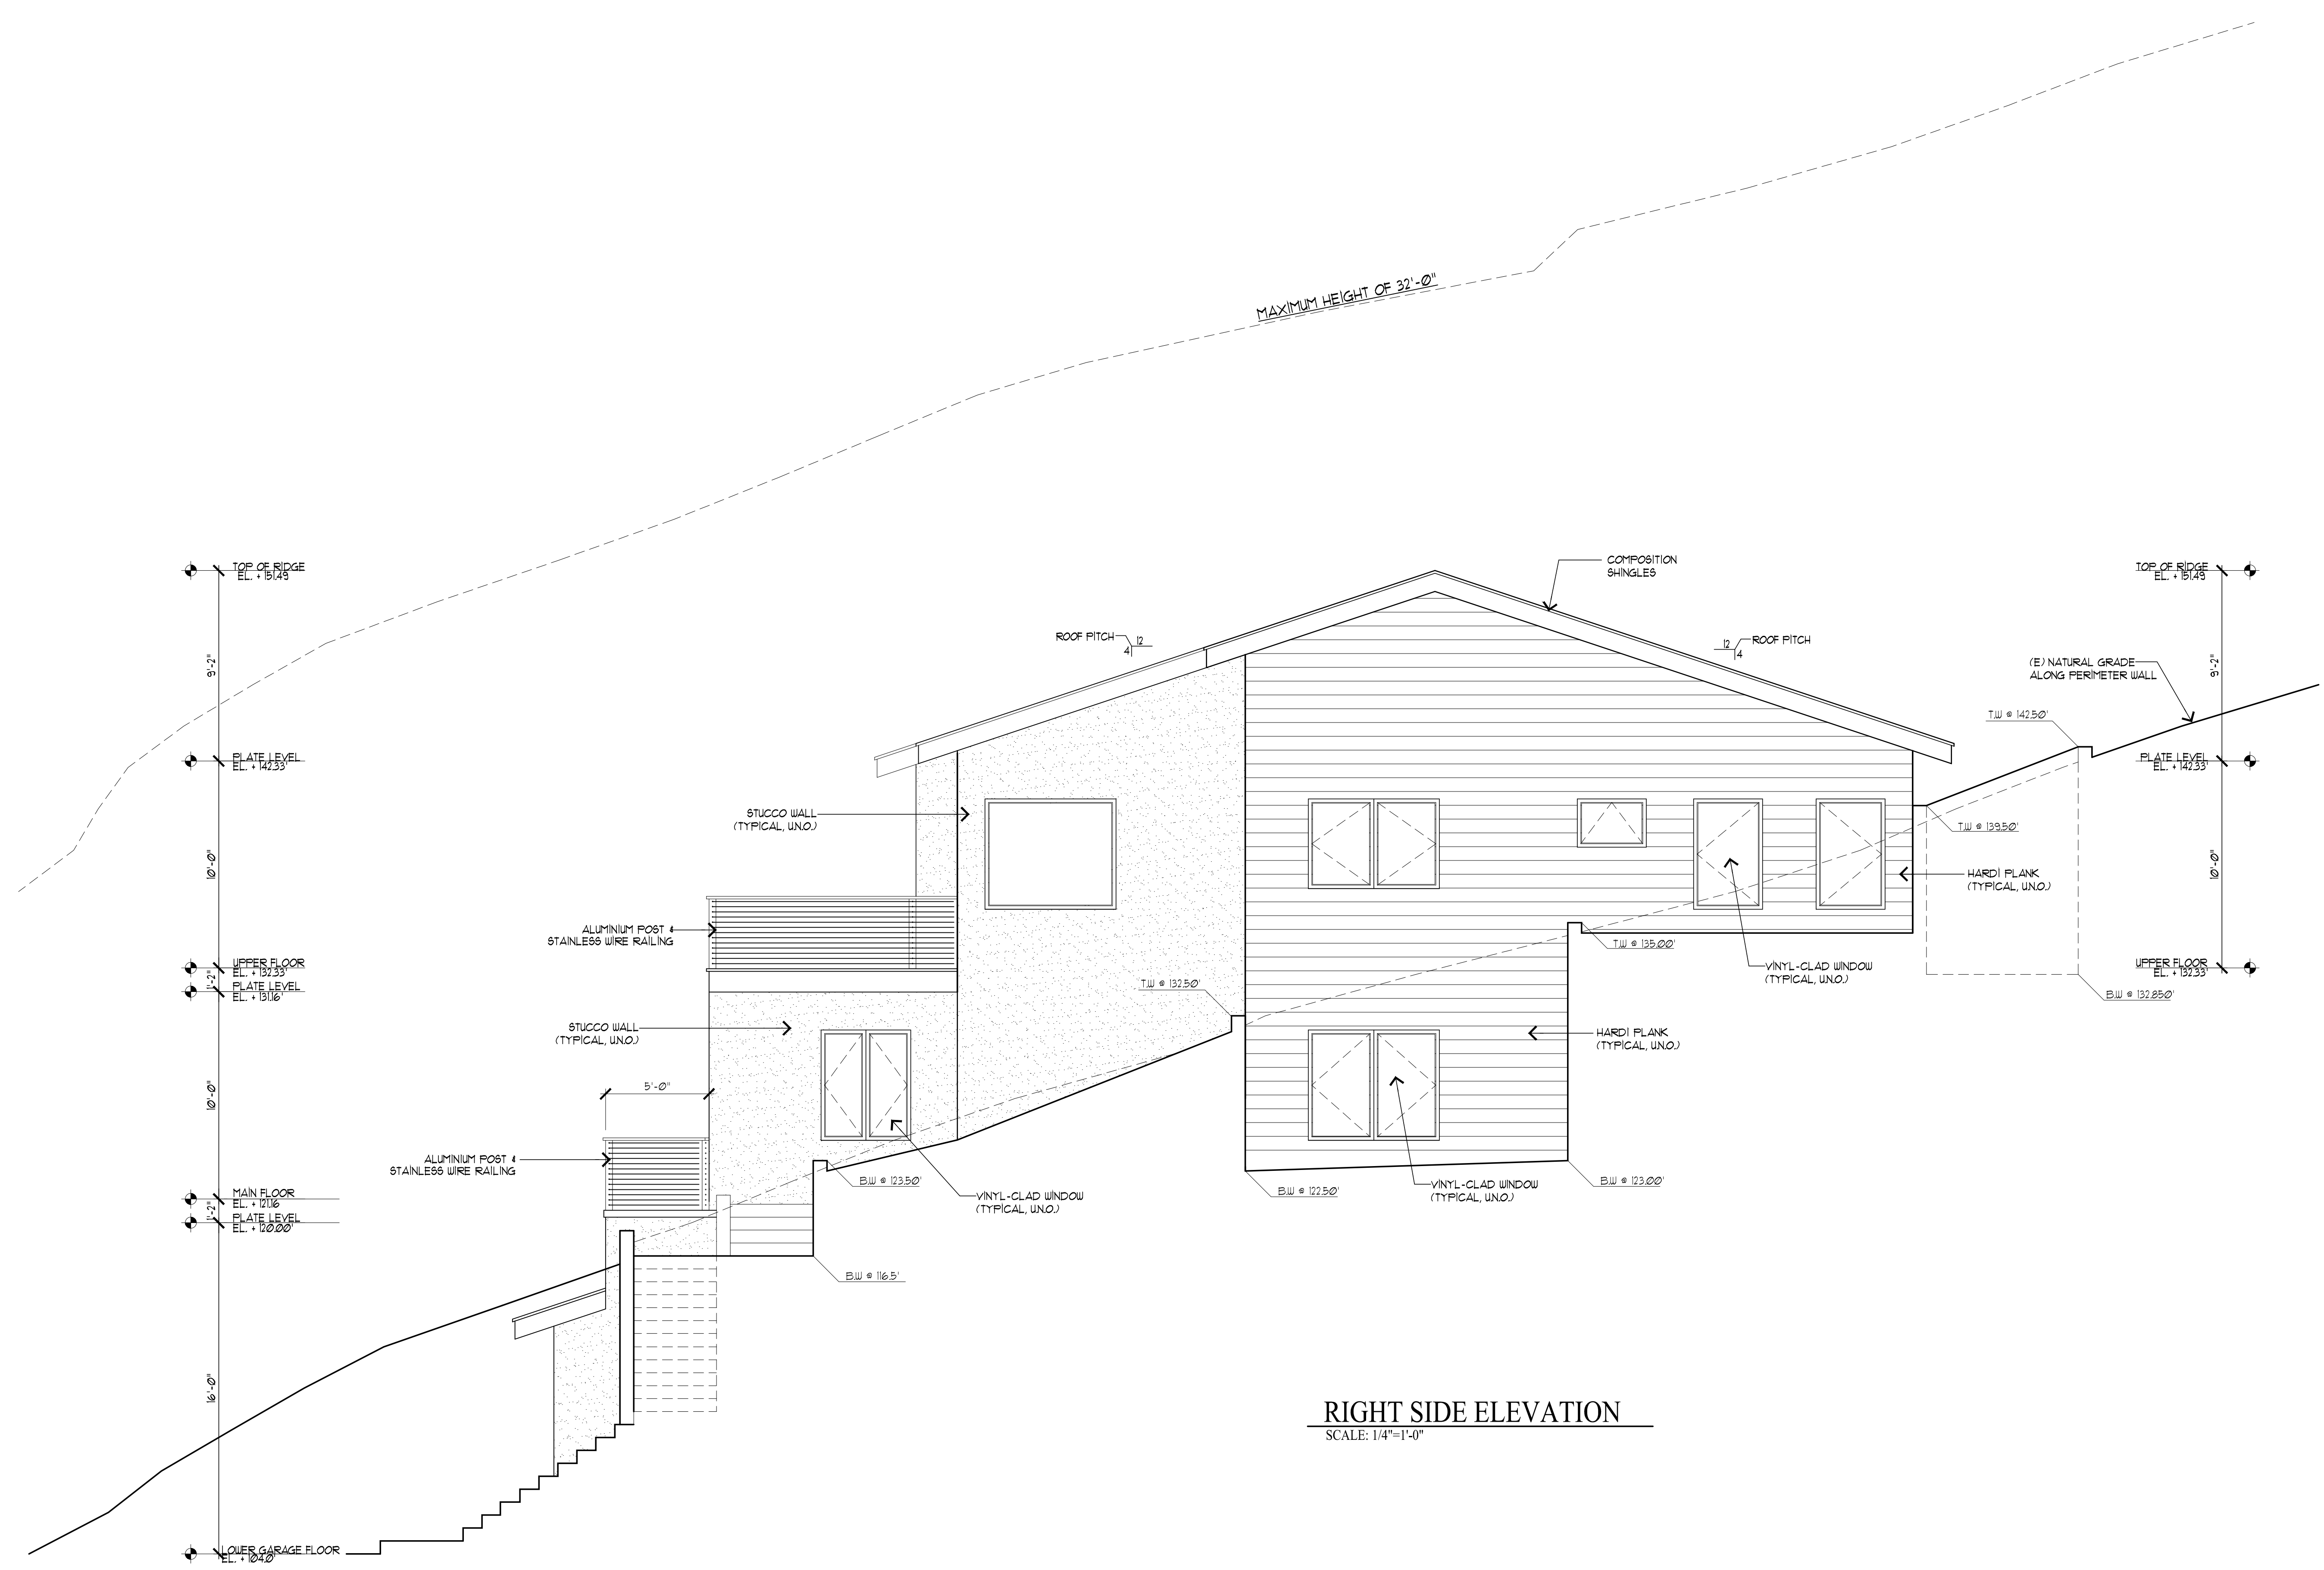 MAXIMUM HEIGHT OF 32'-0"
COMPOSITION
SHINGLES
TOP OF RIDGE
EL. + 151.49
TOP OF RIDGE
EL. + 151.49
ROOF PITCH
12
4
12
4
ROOF PITCH
9'-2"
9'-2"
(E) NATURAL GRADE
ALONG PERIMETER WALL
T.W @ 142.50'
PLATE LEVEL
EL. + 142.33'
PLATE LEVEL
EL. + 142.33'
STUCCO WALL
(TYPICAL, U.N.O.)
T.W @ 139.50'
10'-0"
10'-0"
HARDI PLANK
(TYPICAL, U.N.O.)
ALUMINIUM POST &
STAINLESS WIRE RAILING
T.W @ 135.00'
UPPER FLOOR
EL. + 132.33'
VINYL-CLAD WINDOW
(TYPICAL, U.N.O.)
UPPER FLOOR
EL. + 132.33'
1'-2"
PLATE LEVEL
EL. + 131.16'
T.W @ 132.50'
B.W @ 132.850'
STUCCO WALL
(TYPICAL, U.N.O.)
HARDI PLANK
(TYPICAL, U.N.O.)
10'-0"
5'-0"
ALUMINIUM POST &
STAINLESS WIRE RAILING
B.W @ 123.50'
B.W @ 122.50'
VINYL-CLAD WINDOW
(TYPICAL, U.N.O.)
B.W @ 123.00'
MAIN FLOOR
EL. + 121.16
VINYL-CLAD WINDOW
(TYPICAL, U.N.O.)
1'-2"
PLATE LEVEL
EL. + 120.00'
B.W @ 116.5'
16'-0"
RIGHT SIDE ELEVATION
SCALE: 1/4"=1'-0"
LOWER GARAGE FLOOR
EL. + 104.0'